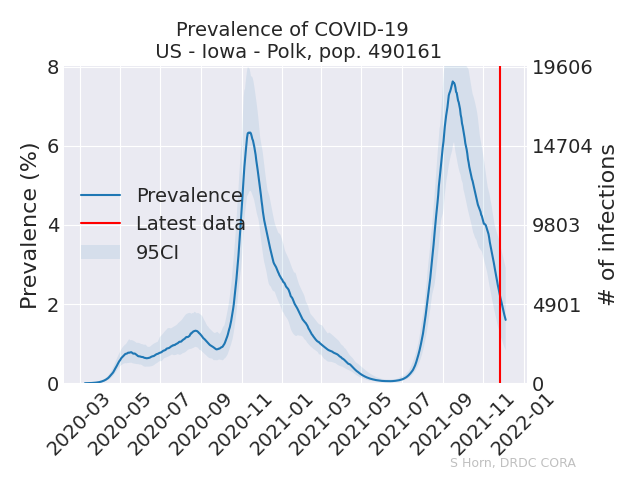 Prevalence of COVID-19
US - Iowa - Polk, pop. 490161
8
6
4
2
0
Prevalence (%)
19606
14704
9803
4901
0
# of infections
Prevalence
Latest data
95CI
2020-03
2020-05
2020-07
2020-09
2020-11
2021-01
2021-03
2021-05
2021-07
2021-09
2021-11
2022-01
S Horn, DRDC CORA